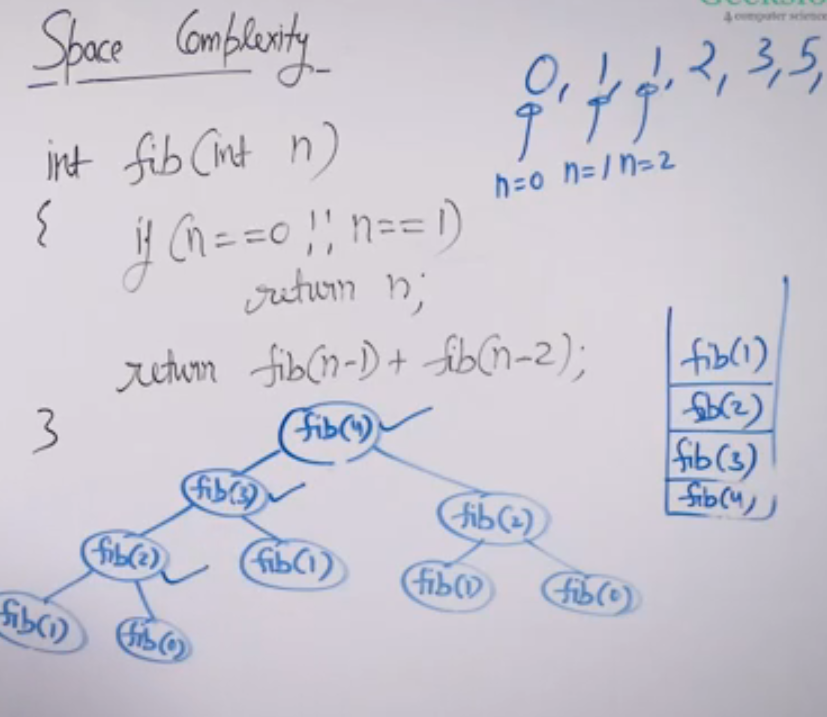 Space Complexity
4 computer science
0, 1, 1, 2, 3, 5,
n=0 n=1 n=2
int fib(int n)
{
if (n==0 || n==1)
return n;
return fib(n-1) + fib(n-2);
}
fib(4)
fib(3)
fib(2)
fib(2)
fib(1)
fib(1)
fib(0)
fib(1)
fib(0)
fib(1)
fib(2)
fib(3)
fib(4)